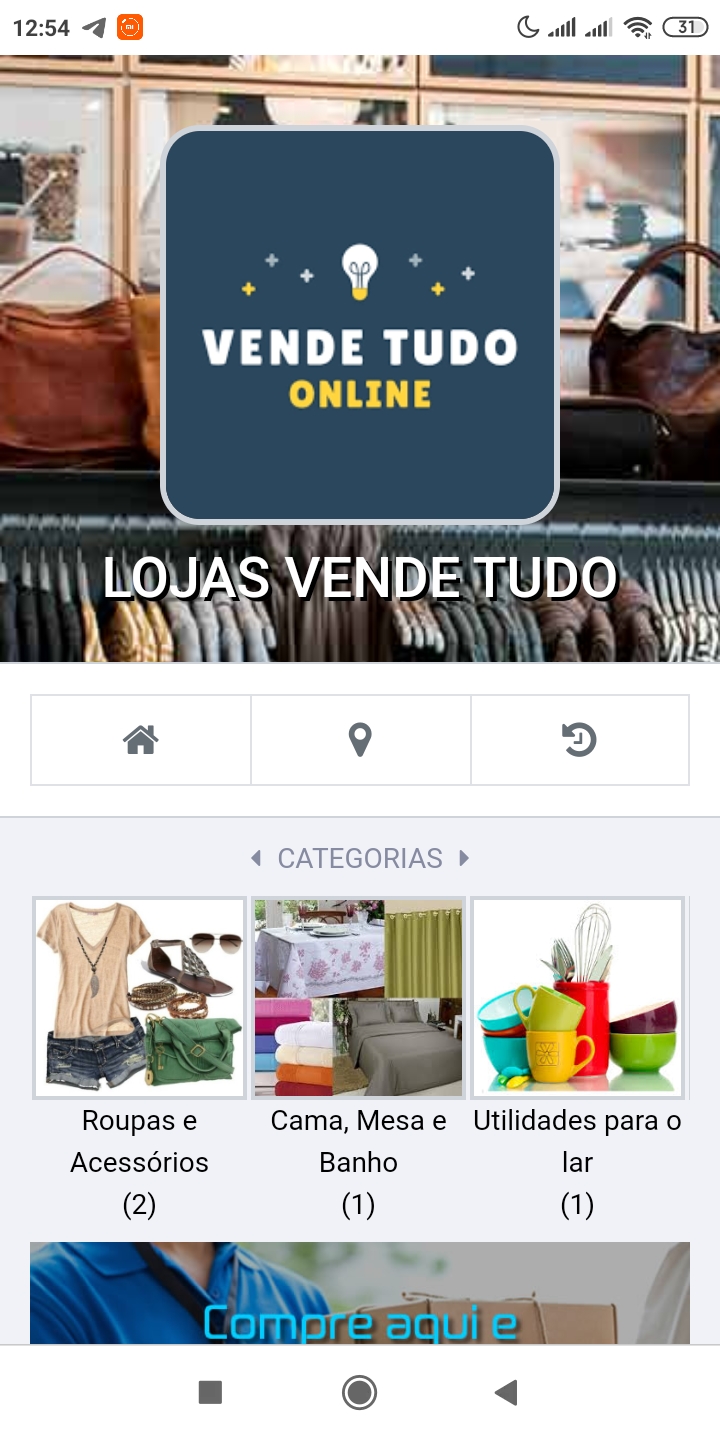 12:54
31
VENDE TUDO
ONLINE
LOJAS VENDE TUDO
CATEGORIAS
Roupas e
Acessórios
(2)
Cama, Mesa e
Banho
(1)
Utilidades para o
lar
(1)
Compre aqui e